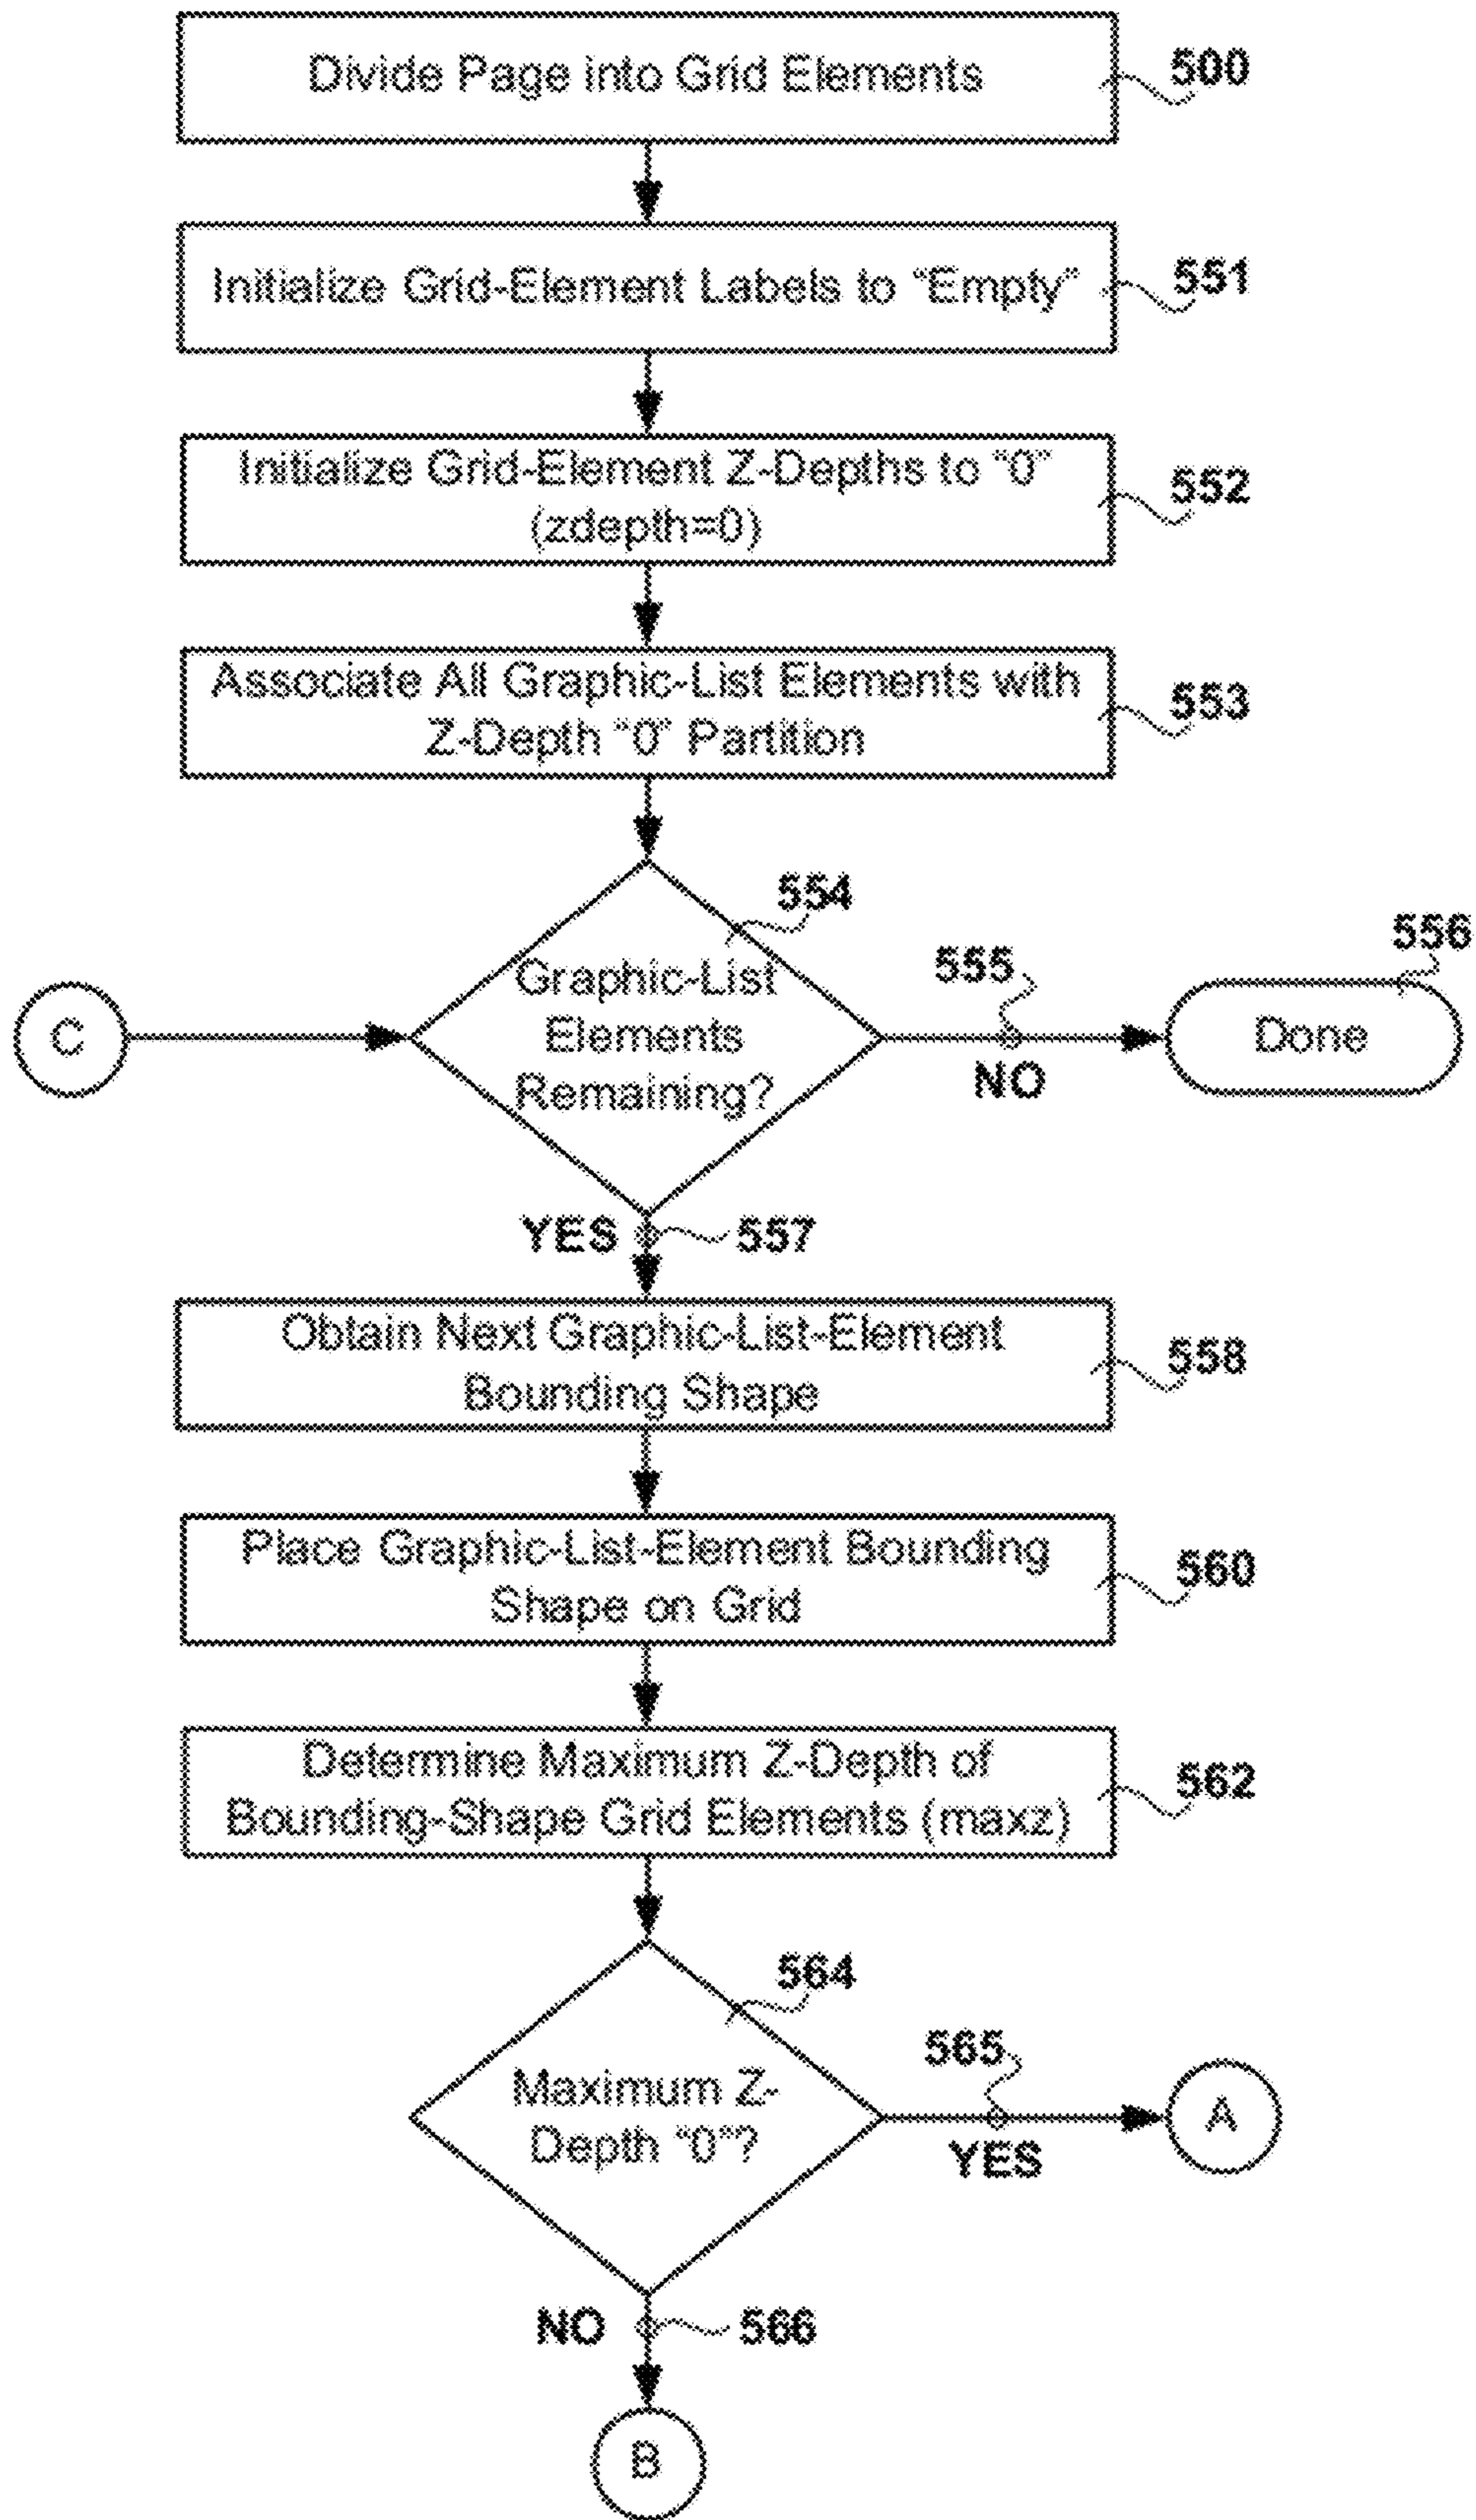 Divide Page into Grid Elements
500
Initialize Grid-Element Labels to "Empty"
551
Initialize Grid-Element Z-Depths to "0"
(zdepth=0)
552
Associate All Graphic-List Elements with
Z-Depth "0" Partition
553
554
Graphic-List
Elements
Remaining?
C
555
NO
556
Done
YES
557
Obtain Next Graphic-List-Element
Bounding Shape
558
Place Graphic-List-Element Bounding
Shape on Grid
560
Determine Maximum Z-Depth of
Bounding-Shape Grid Elements (maxz)
562
564
Maximum Z-
Depth "0"?
565
YES
A
NO
566
B